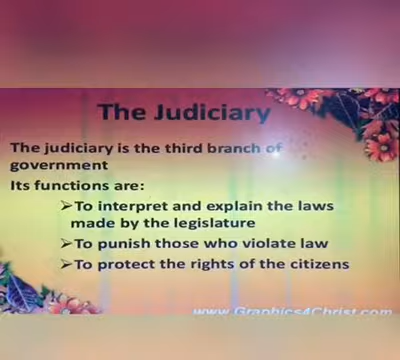 The Judiciary
The judiciary is the third branch of
government
Its functions are:
➤To interpret and explain the laws
made by the legislature
➤To punish those who violate law
➤To protect the rights of the citizens
www.Graphics4Christ.com